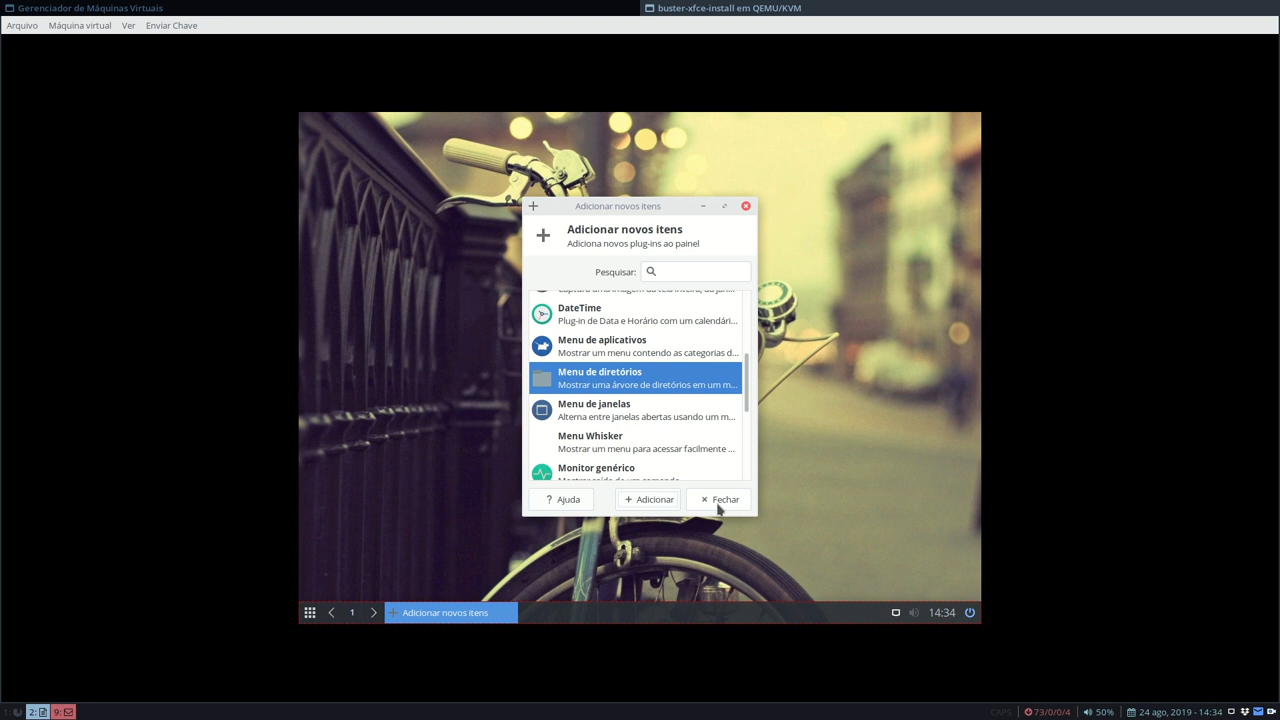 Gerenciador de Máquinas Virtuais
buster-xfce-install em QEMU/KVM
Arquivo Máquina virtual Ver Enviar Chave
Adicionar novos itens
Adicionar novos itens
Adiciona novos plug-ins ao painel
Pesquisar:
DateTime
Plug-in de Data e Horário com um calendári...
Menu de aplicativos
Mostrar um menu contendo as categorias d...
Menu de diretórios
Mostrar uma árvore de diretórios em um m...
Menu de janelas
Alterna entre janelas abertas usando um m...
Menu Whisker
Mostrar um menu para acessar facilmente ...
Monitor genérico
Ajuda Adicionar Fechar
1 Adicionar novos itens 14:34
1: 2: 9: CAPS 73/0/0/4 50% 24 ago, 2019 - 14:34